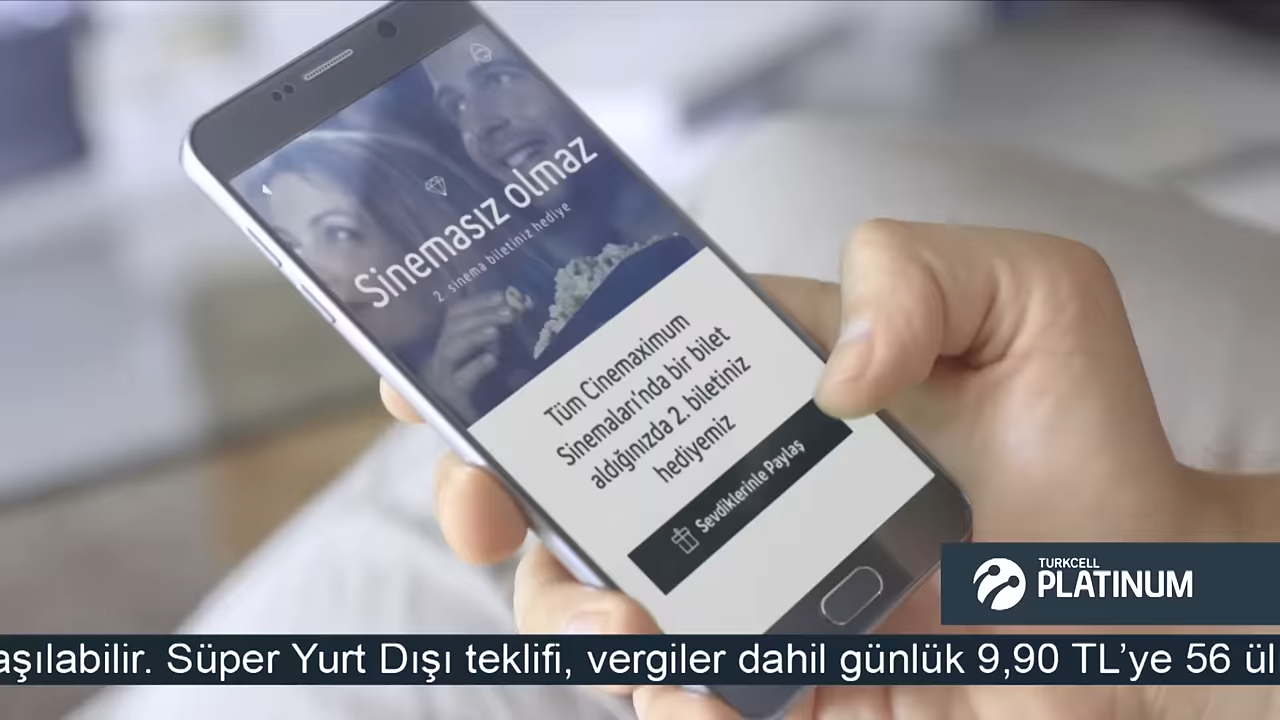 Sinemasız olmaz
2. sinema biletiniz hediye
Tüm Cinemaximum
Sinemaları'nda bir bilet
aldığınızda 2. biletiniz
hediyemiz
Sevdiklerinle Paylaş
TURKCELL
PLATINUM
aşılabilir. Süper Yurt Dışı teklifi, vergiler dahil günlük 9,90 TL'ye 56 ül